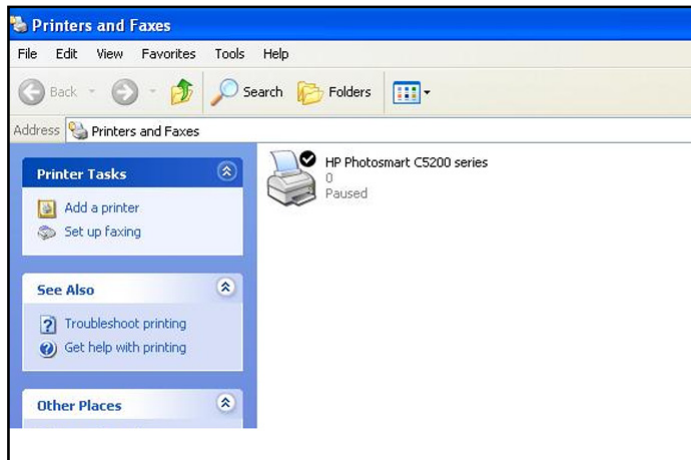 Printers and Faxes
File Edit View Favorites Tools Help
Back Search Folders
Address Printers and Faxes
Printer Tasks
Add a printer
Set up faxing
See Also
Troubleshoot printing
Get help with printing
Other Places
HP Photosmart C5200 series
0
Paused